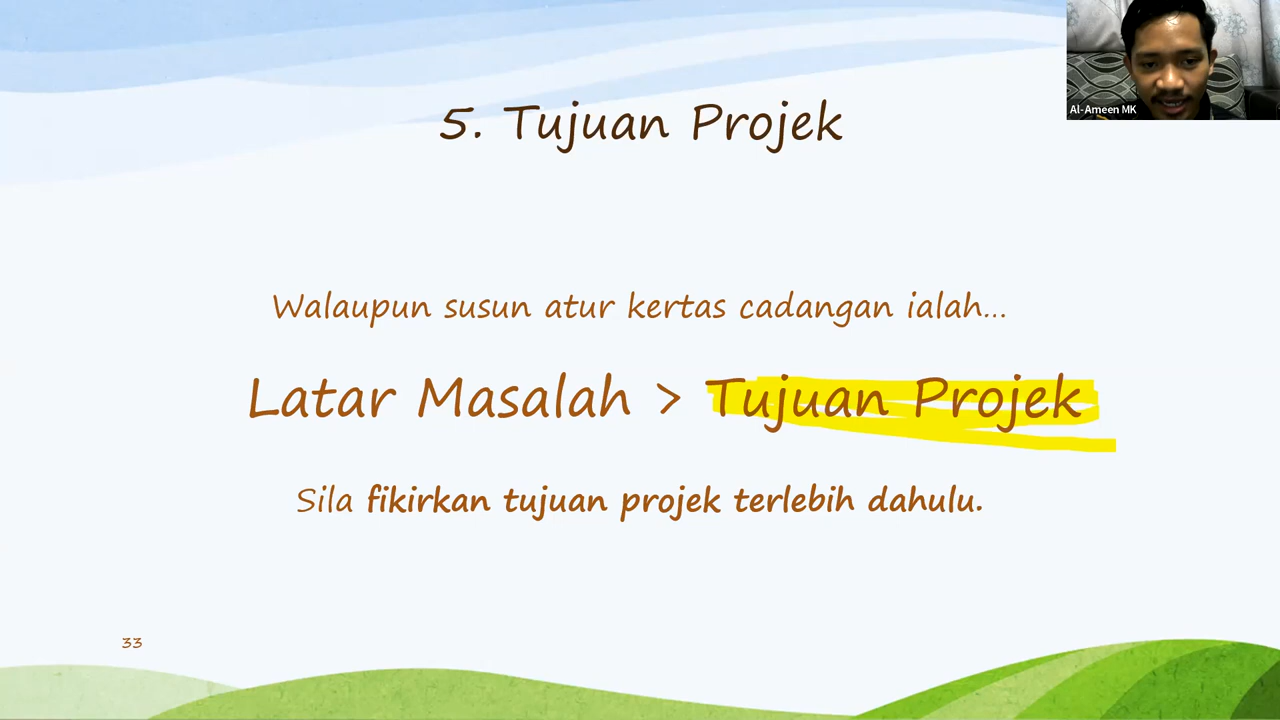 Al-Ameen MK
5. Tujuan Projek
Walaupun susun atur kertas cadangan ialah...
Latar Masalah > Tujuan Projek
Sila fikirkan tujuan projek terlebih dahulu.
33